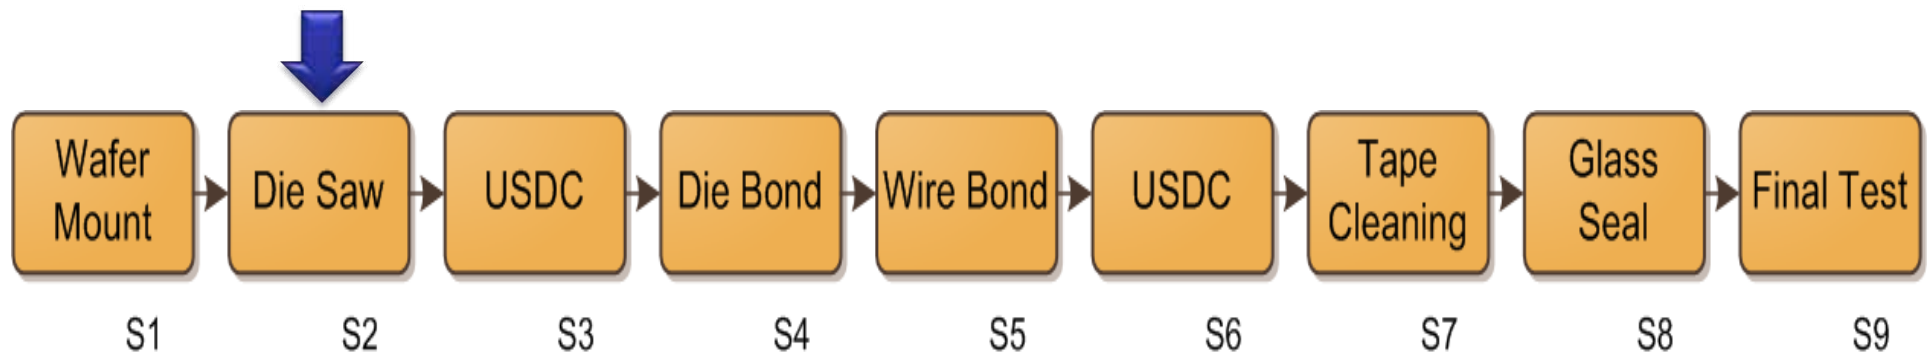 Wafer
Mount
Die Saw
USDC
Die Bond
Wire Bond
USDC
Tape
Cleaning
Glass
Seal
Final Test
S1 S2 S3 S4 S5 S6 S7 S8 S9